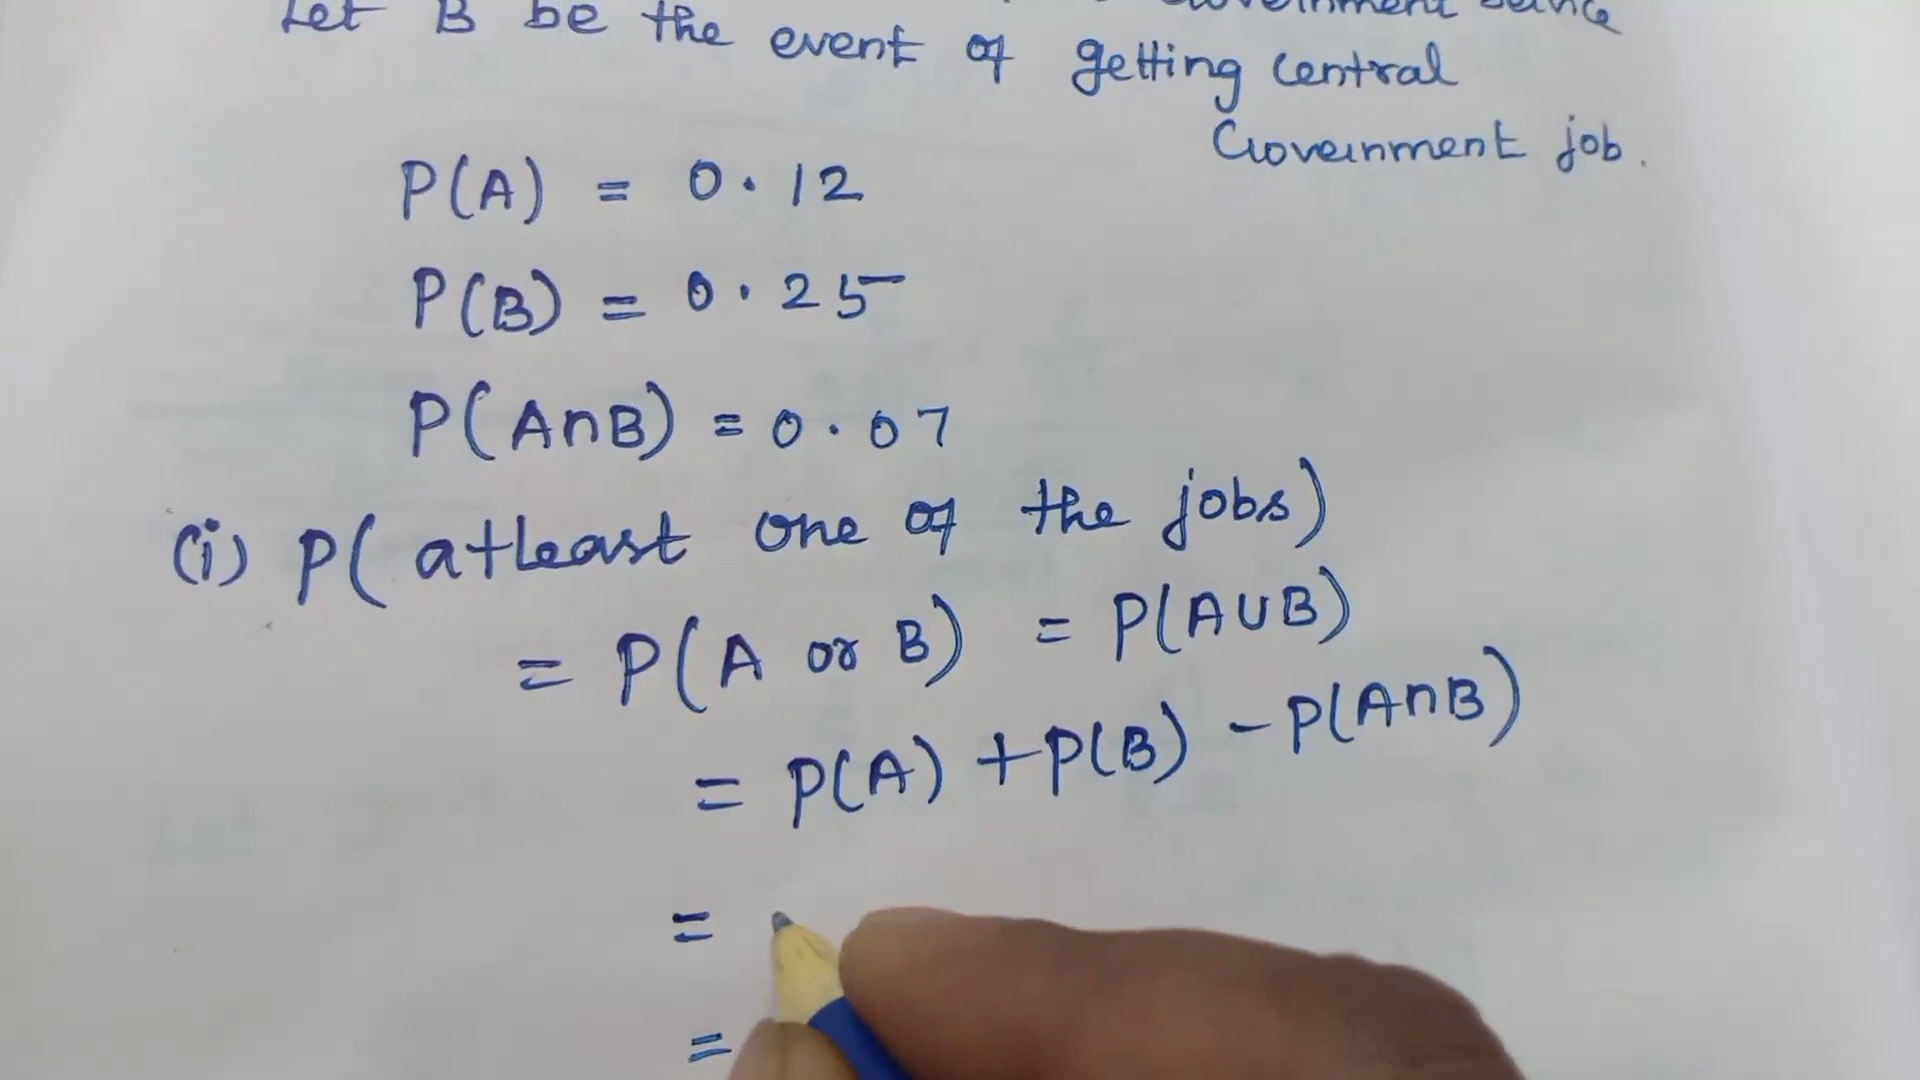 Let B be the event of getting central
Government job.
P(A) = 0.12
P(B) = 0.25
P(A∩B) = 0.07
(i) P( atleast one of the jobs)
= P(A or B) = P(A∪B)
= P(A) + P(B) - P(A∩B)
=
=